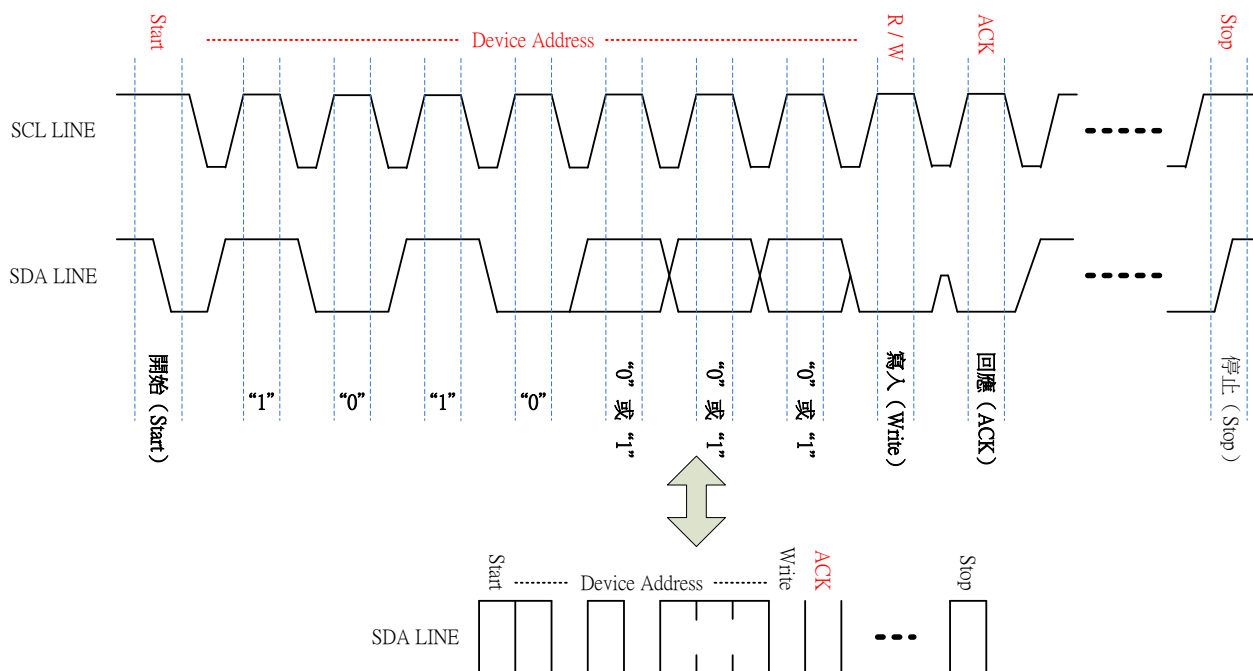 Start
Device Address
R / W
ACK
Stop
SCL LINE
SDA LINE
開始（Start）
“1”
“0”
“1”
“0”
“0” 或 “1”
“0” 或 “1”
“0” 或 “1”
寫入（Write）
回應（ACK）
停止（Stop）
Start
Device Address
Write
ACK
Stop
SDA LINE